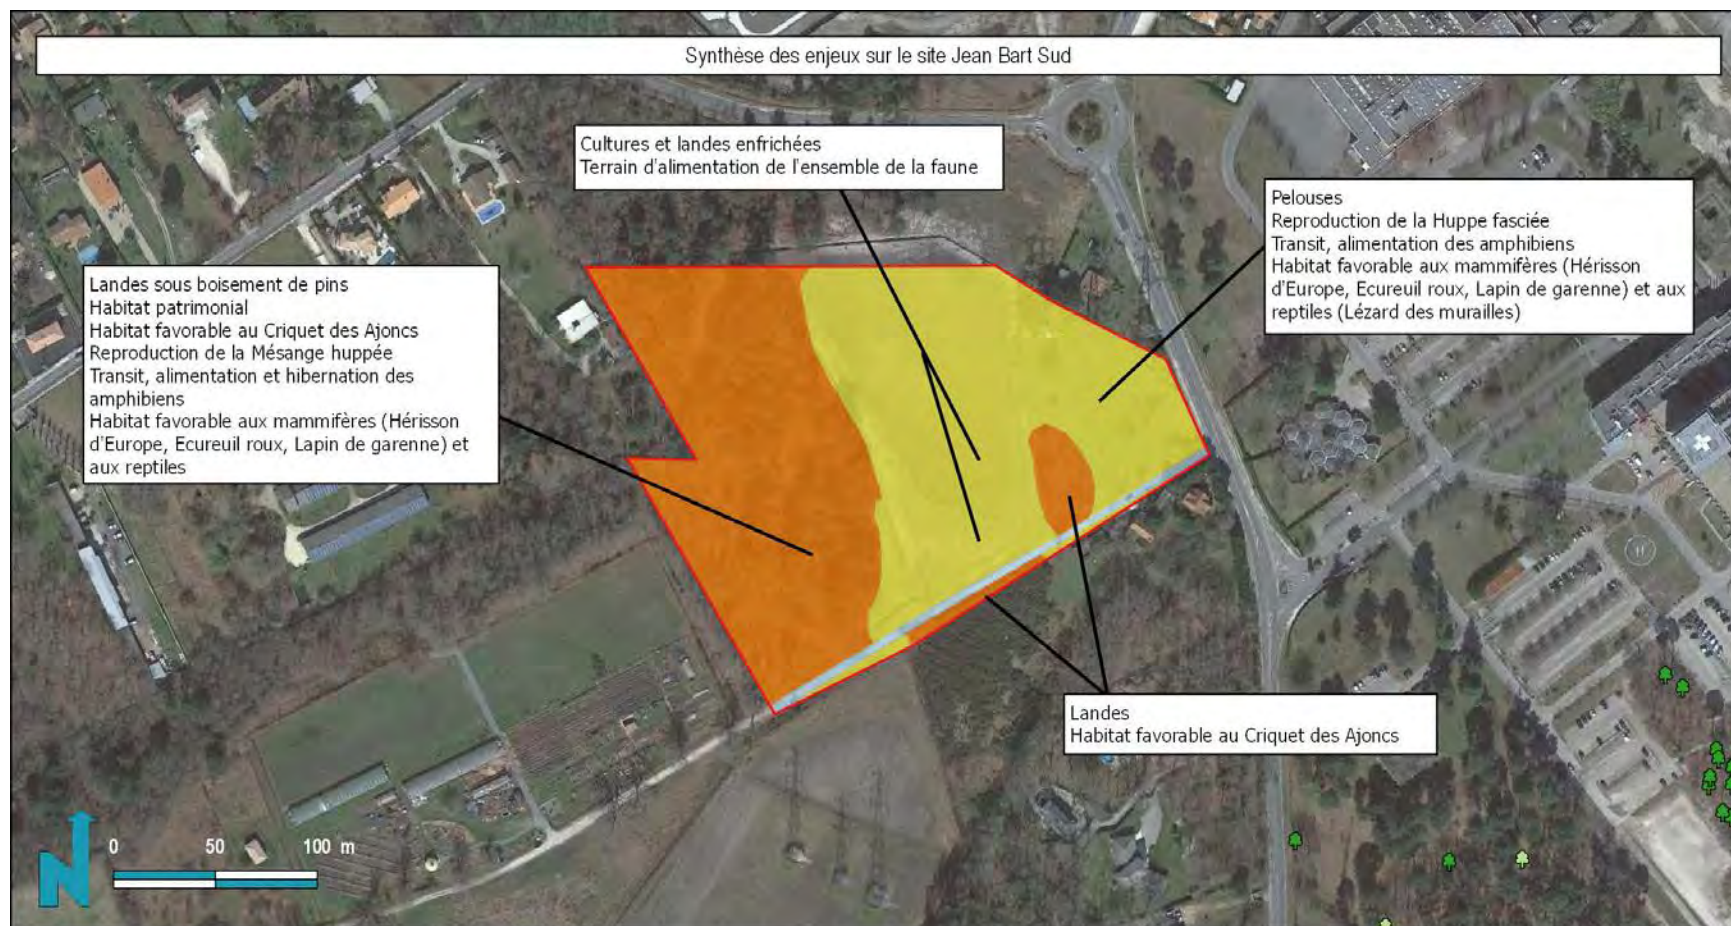 Synthèse des enjeux sur le site Jean Bart Sud
Cultures et landes enfrichées
Terrain d'alimentation de l'ensemble de la faune
Pelouses
Reproduction de la Huppe fasciée
Transit, alimentation des amphibiens
Habitat favorable aux mammifères (Hérisson
d'Europe, Ecureuil roux, Lapin de garenne) et aux
reptiles (Lézard des murailles)
Landes sous boisement de pins
Habitat patrimonial
Habitat favorable au Criquet des Ajoncs
Reproduction de la Mésange huppée
Transit, alimentation et hibernation des
amphibiens
Habitat favorable aux mammifères (Hérisson
d'Europe, Ecureuil roux, Lapin de garenne) et
aux reptiles
Landes
Habitat favorable au Criquet des Ajoncs
N
0 50 100 m